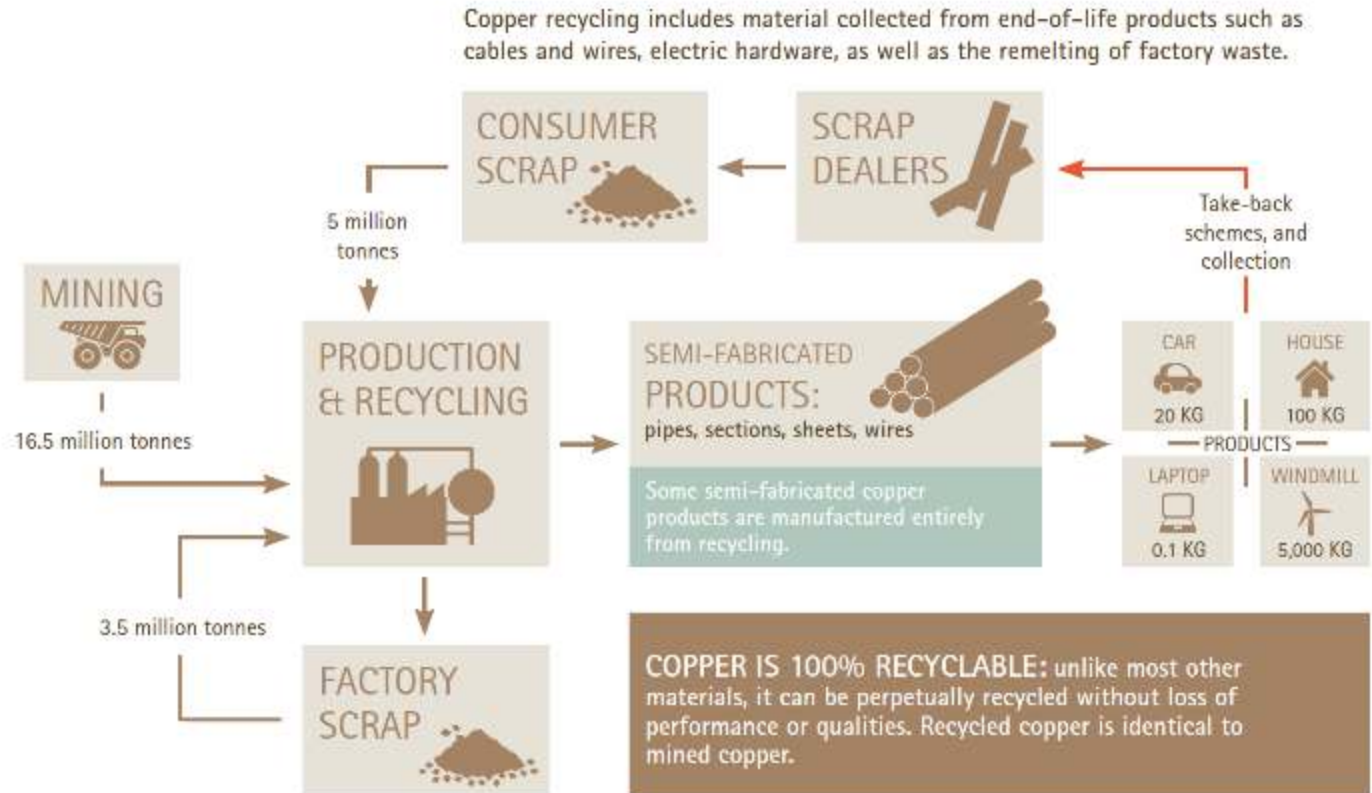 Copper recycling includes material collected from end-of-life products such as
cables and wires, electric hardware, as well as the remelting of factory waste.
CONSUMER
SCRAP
SCRAP
DEALERS
5 million
tonnes
Take-back
schemes, and
collection
MINING
16.5 million tonnes
PRODUCTION
& RECYCLING
SEMI-FABRICATED
PRODUCTS:
pipes, sections, sheets, wires
Some semi-fabricated copper
products are manufactured entirely
from recycling.
CAR
20 KG
HOUSE
100 KG
PRODUCTS
LAPTOP
0.1 KG
WINDMILL
5,000 KG
3.5 million tonnes
FACTORY
SCRAP
COPPER IS 100% RECYCLABLE: unlike most other
materials, it can be perpetually recycled without loss of
performance or qualities. Recycled copper is identical to
mined copper.